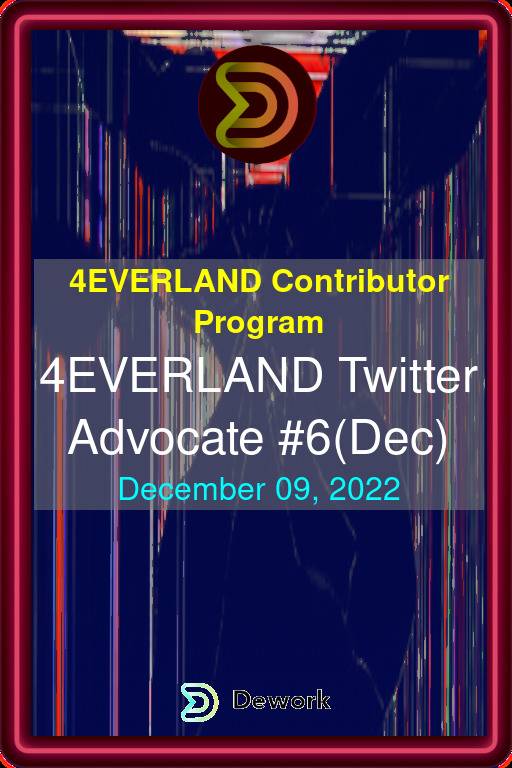 4EVERLAND Contributor
Program
4EVERLAND Twitter
Advocate #6(Dec)
December 09, 2022
Dework